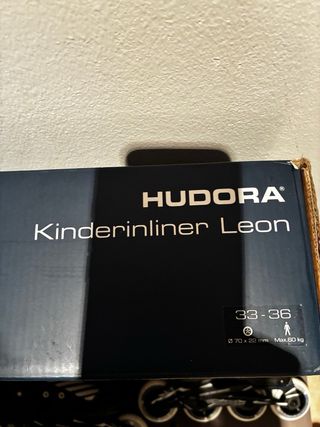 HUDORA®
Kinderinliner Leon
33-36
Ø 70 x 22 mm Max.60 kg